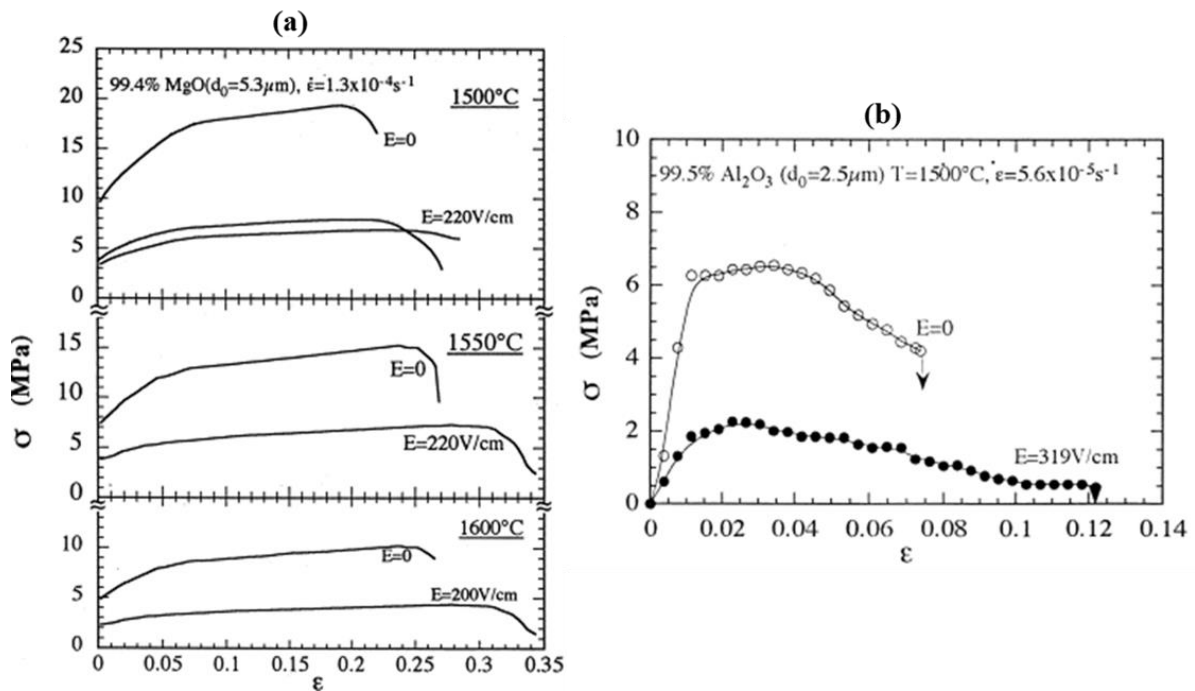 (a)
25
99.4% MgO(d₀=5.3μm), ε̇=1.3x10⁻⁴s⁻¹
20
1500°C
E=0
15
10
E=220V/cm
5
0
15
1550°C
E=0
10
5
E=220V/cm
0
1600°C
10
E=0
5
E=200V/cm
0
0 0.05 0.1 0.15 0.2 0.25 0.3 0.35
ε
σ (MPa)
(b)
10
99.5% Al₂O₃ (d₀=2.5μm) T=1500°C, ε̇=5.6x10⁻⁵s⁻¹
8
6
E=0
4
2
E=319V/cm
0
0 0.02 0.04 0.06 0.08 0.1 0.12 0.14
ε
σ (MPa)